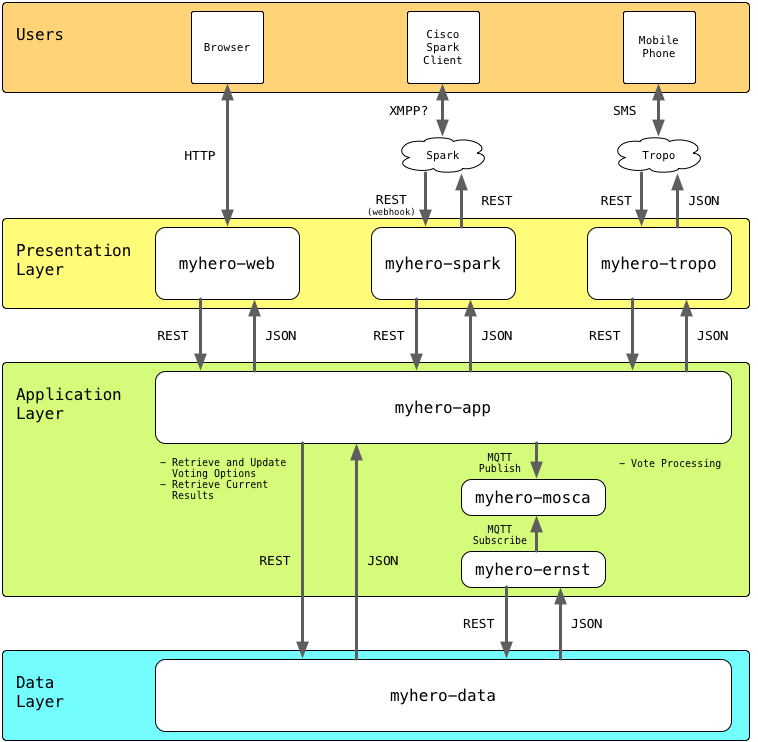 Users
Browser
Cisco
Spark
Client
Mobile
Phone
XMPP?
SMS
HTTP
Spark
Tropo
REST
(webhook)
REST
REST
JSON
Presentation
Layer
myhero-web
myhero-spark
myhero-tropo
REST
JSON
REST
JSON
REST
JSON
Application
Layer
myhero-app
- Retrieve and Update
Voting Options
- Retrieve Current
Results
MQTT
Publish
- Vote Processing
myhero-mosca
MQTT
Subscribe
REST
JSON
myhero-ernst
REST
JSON
Data
Layer
myhero-data